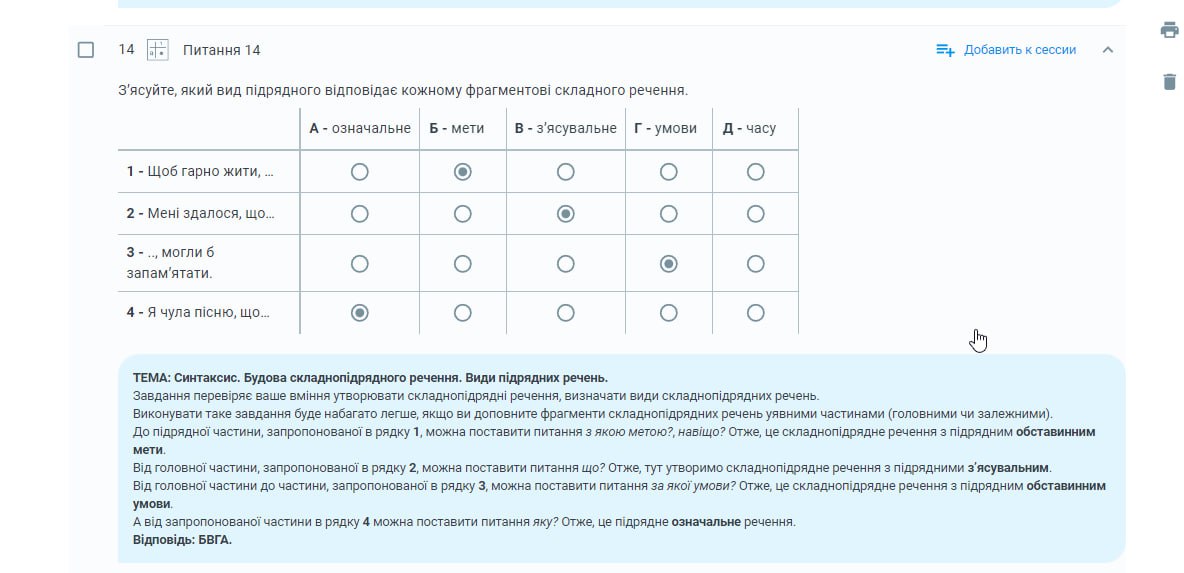 14 Питання 14 Добавить к сессии
З’ясуйте, який вид підрядного відповідає кожному фрагментові складного речення.
А - означальне Б - мети В - з’ясувальне Г - умови Д - часу
1 - Щоб гарно жити, ...
2 - Мені здалося, що...
3 - .., могли б
запам’ятати.
4 - Я чула пісню, що...
ТЕМА: Синтаксис. Будова складнопідрядного речення. Види підрядних речень.
Завдання перевіряє ваше вміння утворювати складнопідрядні речення, визначати види складнопідрядних речень.
Виконувати таке завдання буде набагато легше, якщо ви доповните фрагменти складнопідрядних речень уявними частинами (головними чи залежними).
До підрядної частини, запропонованої в рядку 1, можна поставити питання з якою метою?, навіщо? Отже, це складнопідрядне речення з підрядним обставинним
мети.
Від головної частини, запропонованої в рядку 2, можна поставити питання що? Отже, тут утворимо складнопідрядне речення з підрядними з’ясувальним.
Від головної частини до частини, запропонованої в рядку 3, можна поставити питання за якої умови? Отже, це складнопідрядне речення з підрядним обставинним
умови.
А від запропонованої частини в рядку 4 можна поставити питання яку? Отже, це підрядне означальне речення.
Відповідь: БВГА.